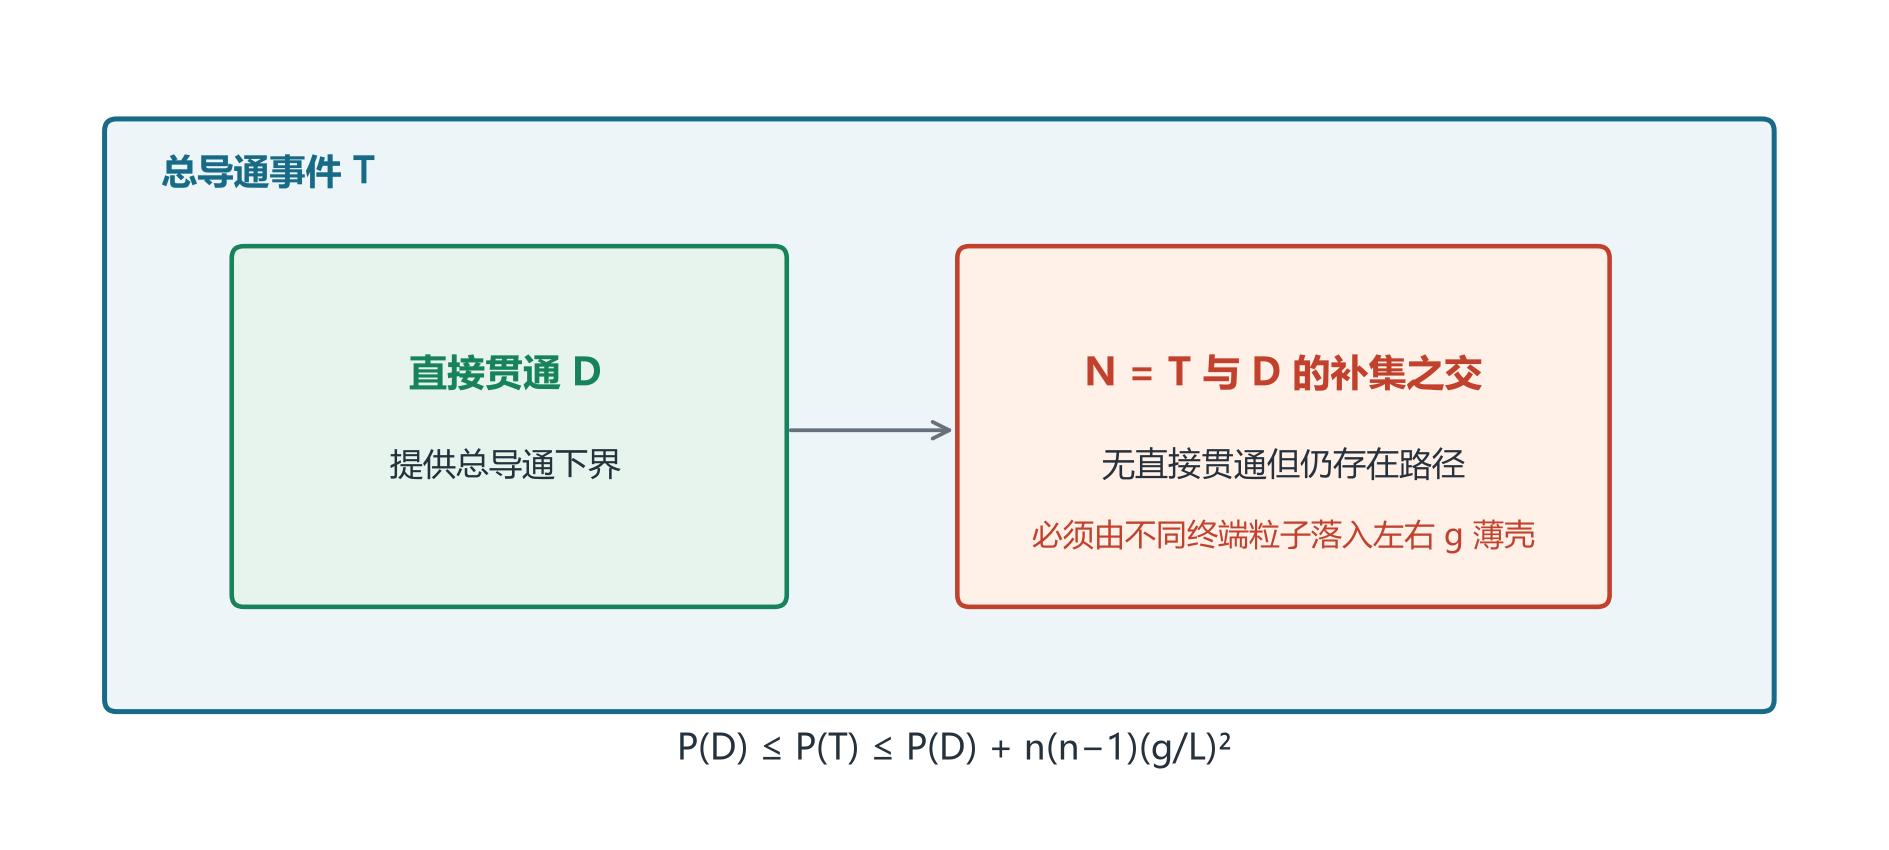 总导通事件 T
直接贯通 D
提供总导通下界
N = T 与 D 的补集之交
无直接贯通但仍存在路径
必须由不同终端粒子落入左右 g 薄壳
P(D) ≤ P(T) ≤ P(D) + n(n−1)(g/L)²